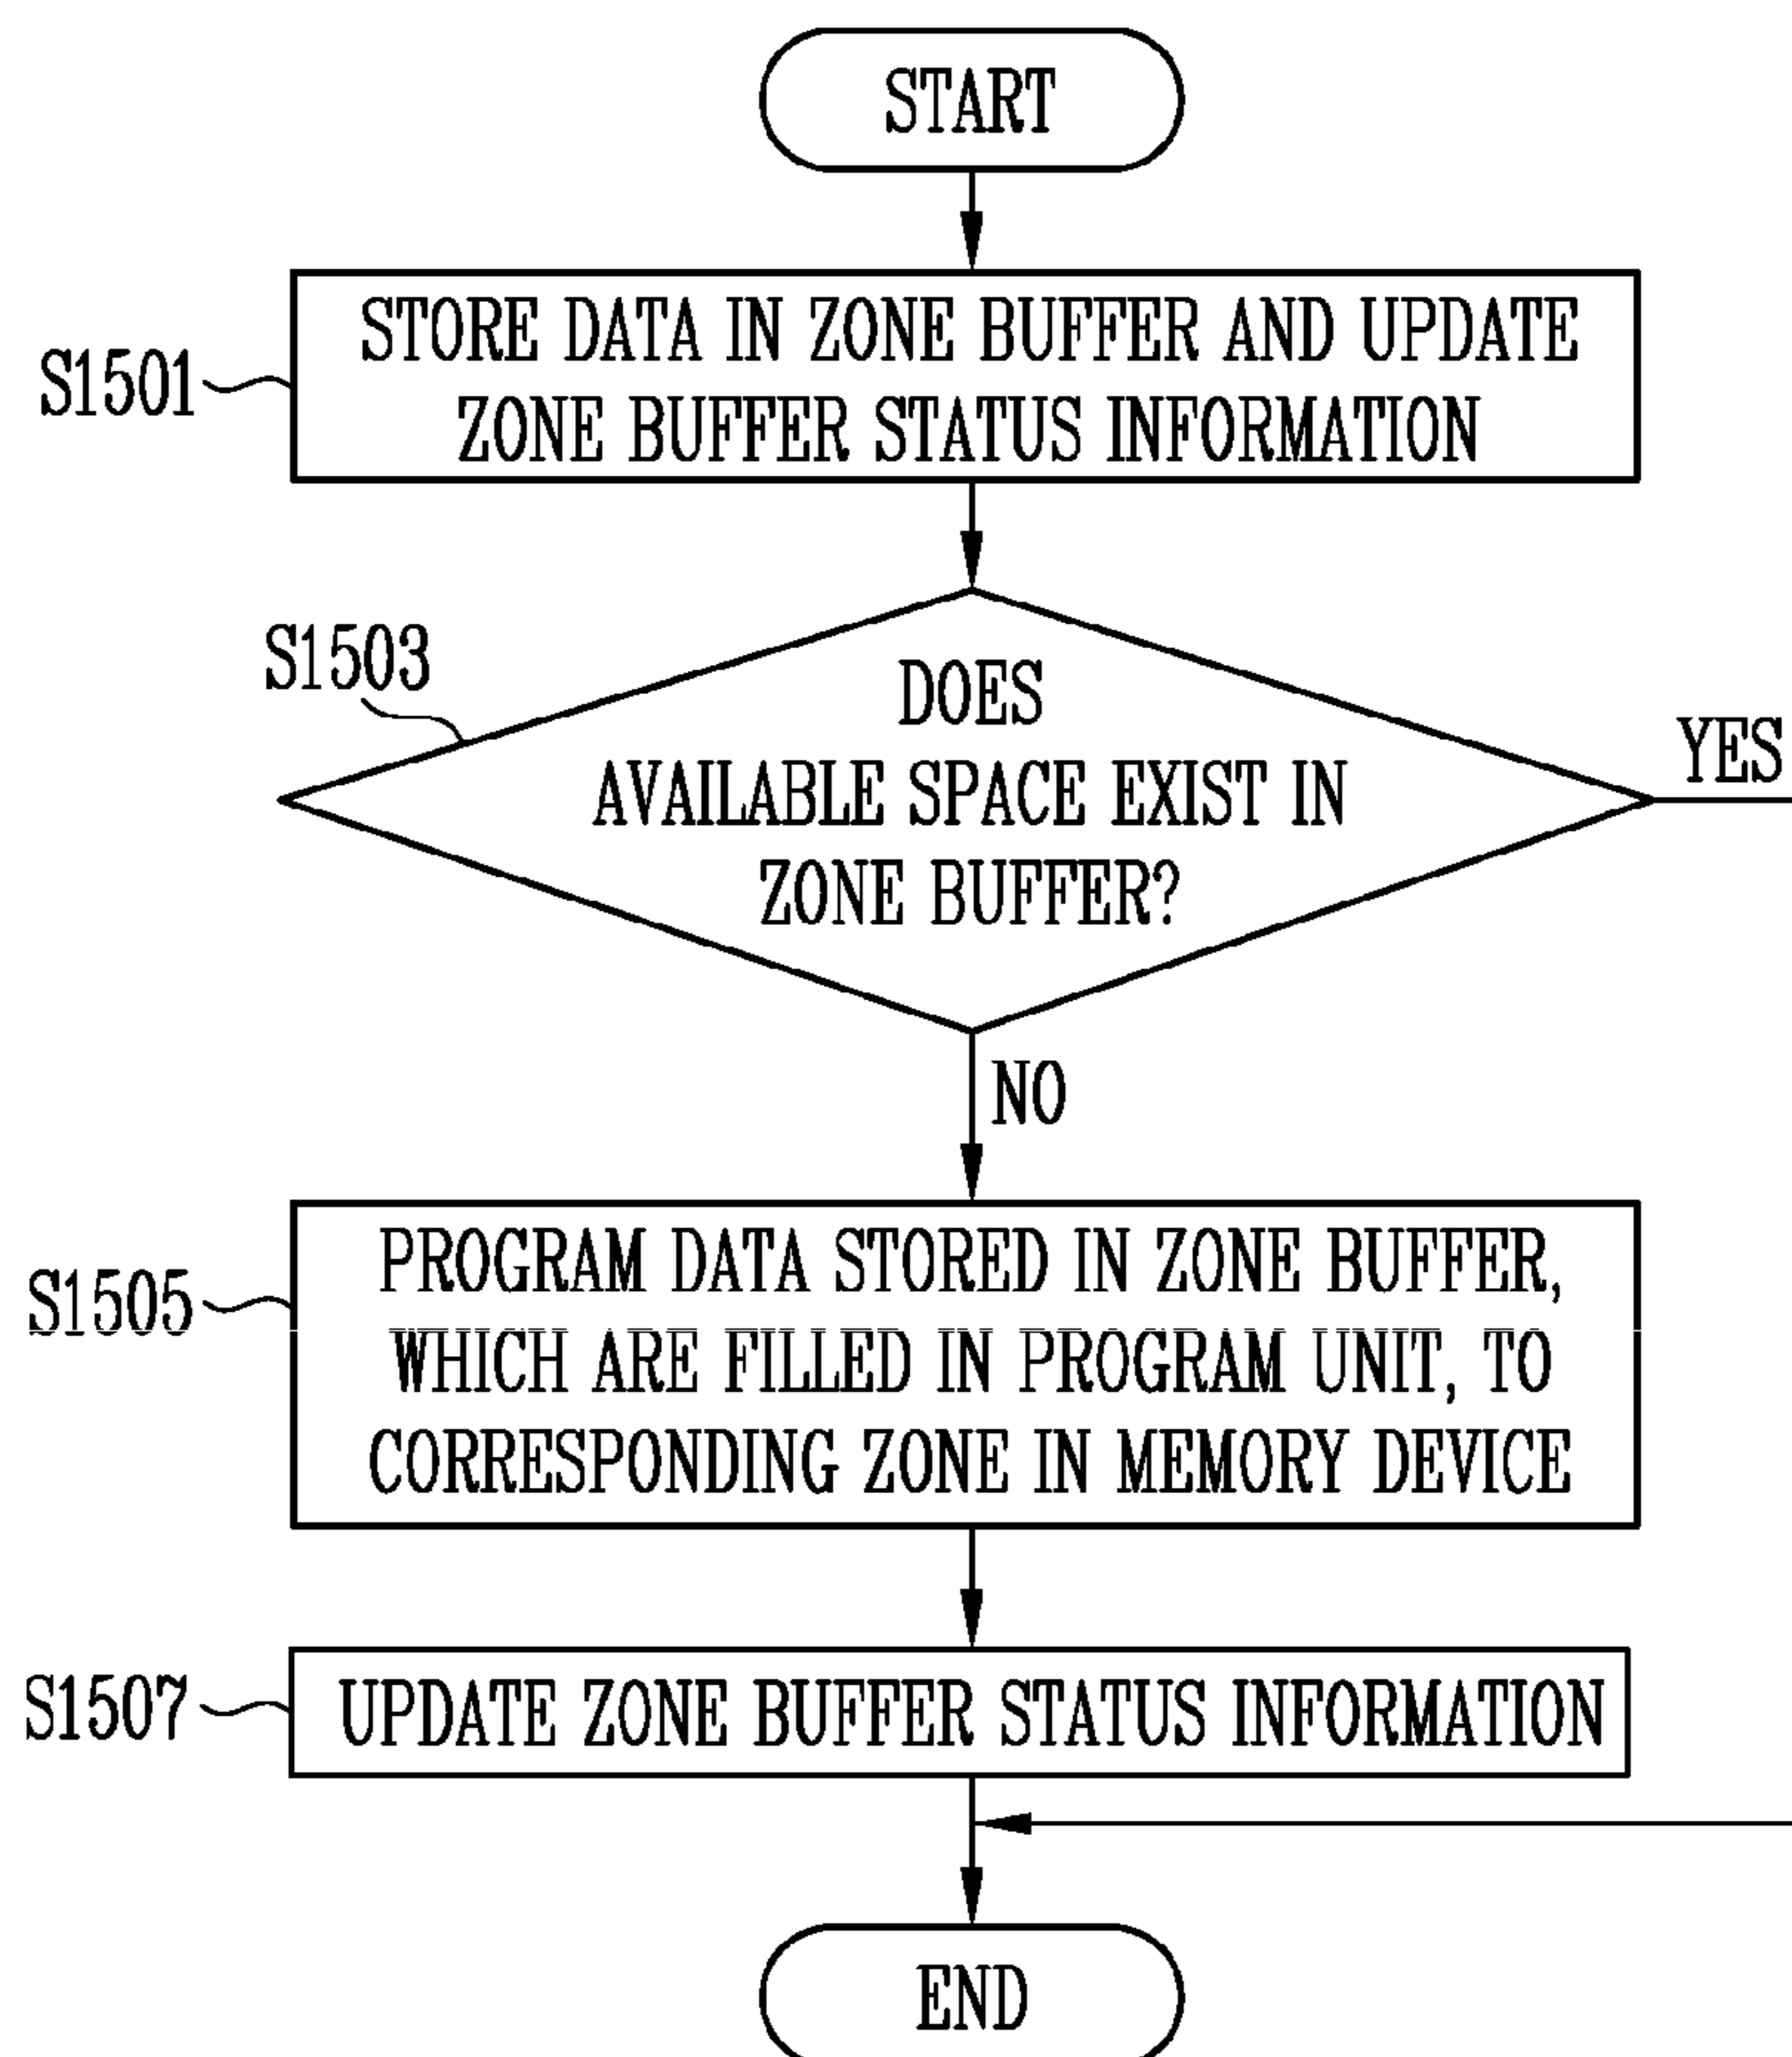 START
S1501
STORE DATA IN ZONE BUFFER AND UPDATE
ZONE BUFFER STATUS INFORMATION
S1503
DOES
AVAILABLE SPACE EXIST IN
ZONE BUFFER?
YES
NO
S1505
PROGRAM DATA STORED IN ZONE BUFFER,
WHICH ARE FILLED IN PROGRAM UNIT, TO
CORRESPONDING ZONE IN MEMORY DEVICE
S1507
UPDATE ZONE BUFFER STATUS INFORMATION
END